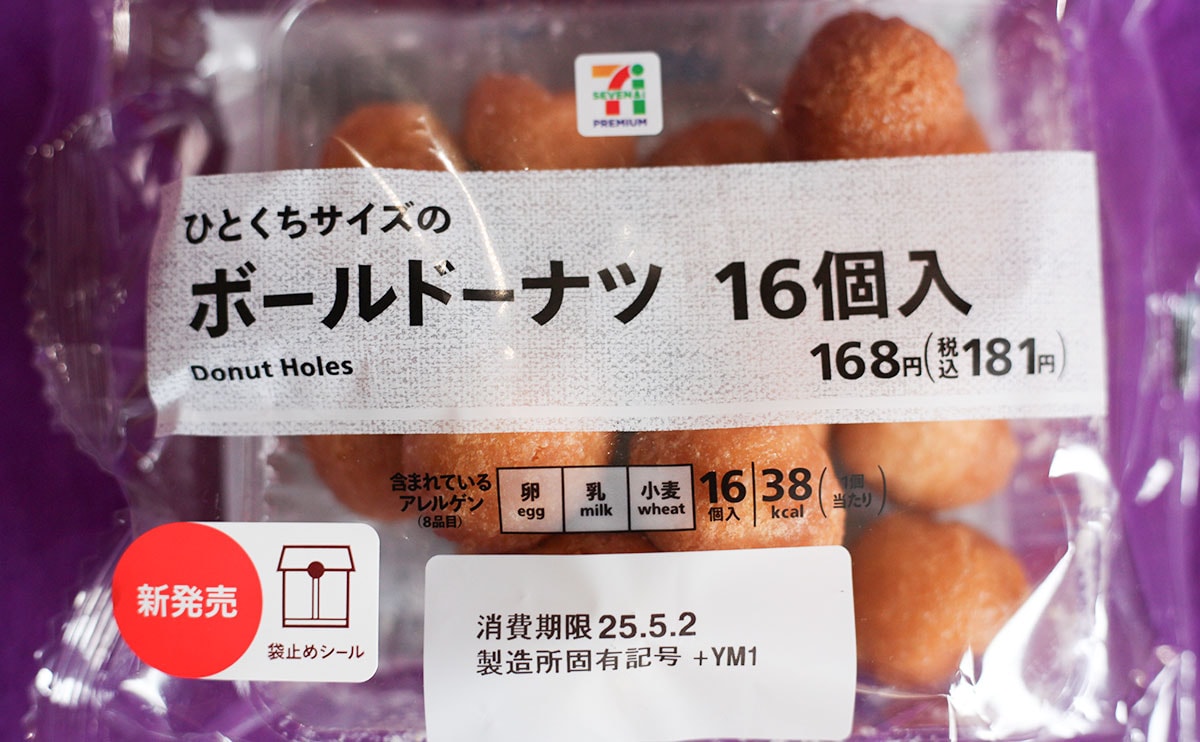 SEVEN&i
PREMIUM
ひとくちサイズの
ボールドーナツ 16個入
Donut Holes
168円(税込181円)
含まれている
アレルゲン
(8品目)
卵 乳 小麦
egg milk wheat
16 38
個入 kcal
(1個当たり)
新発売
袋止めシール
消費期限 25.5.2
製造所固有記号 +YM1